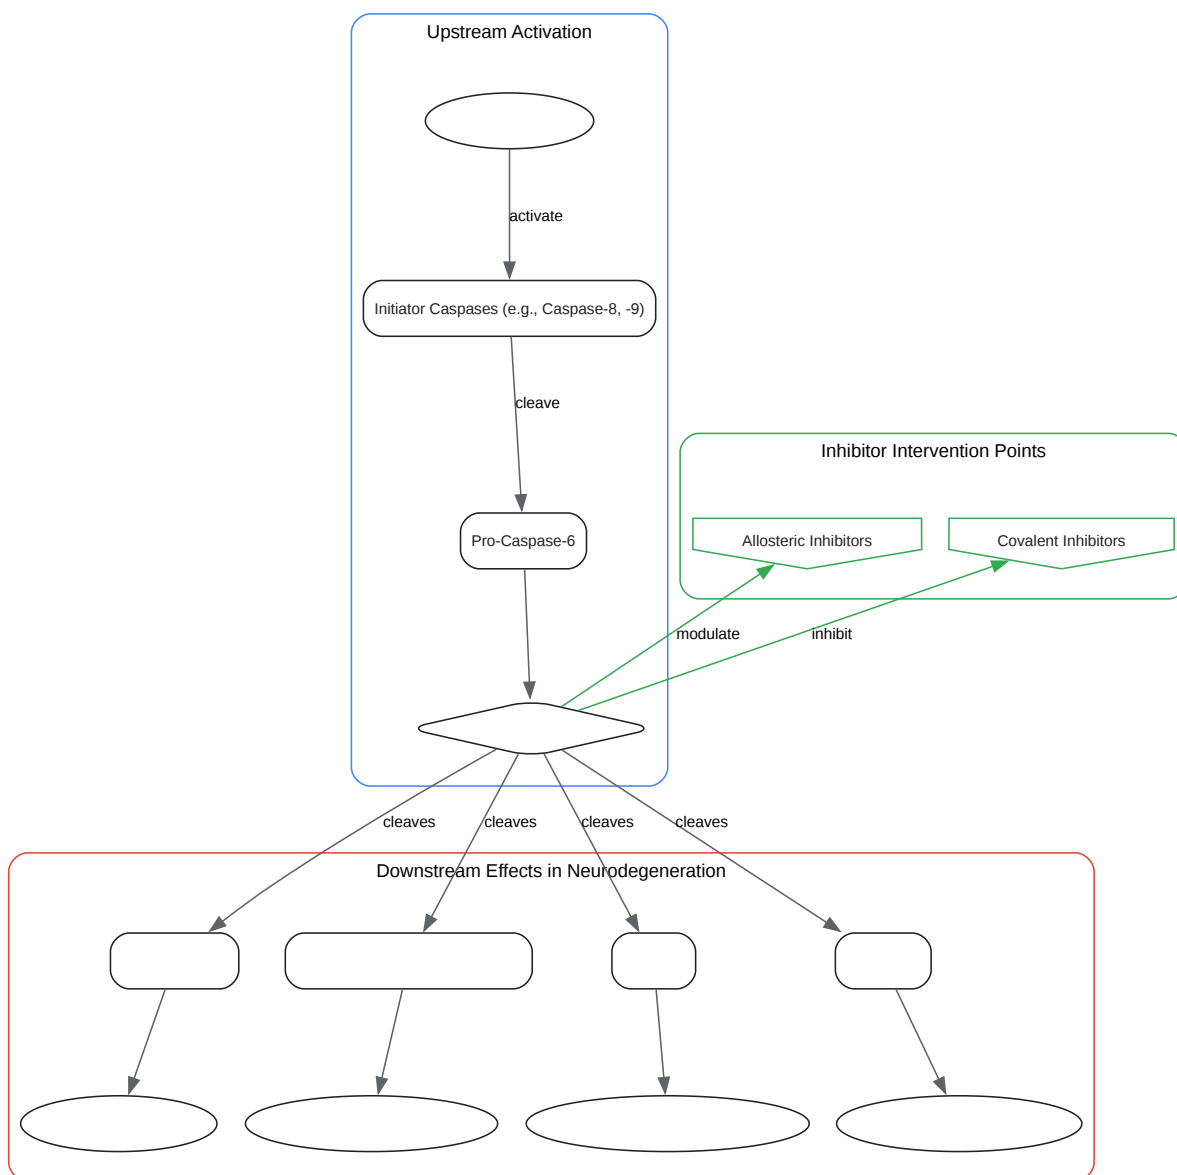 Upstream Activation
activate
Initiator Caspases (e.g., Caspase-8, -9)
cleave
Inhibitor Intervention Points
Pro-Caspase-6
Allosteric Inhibitors
Covalent Inhibitors
modulate
inhibit
cleaves
cleaves
cleaves
cleaves
Downstream Effects in Neurodegeneration